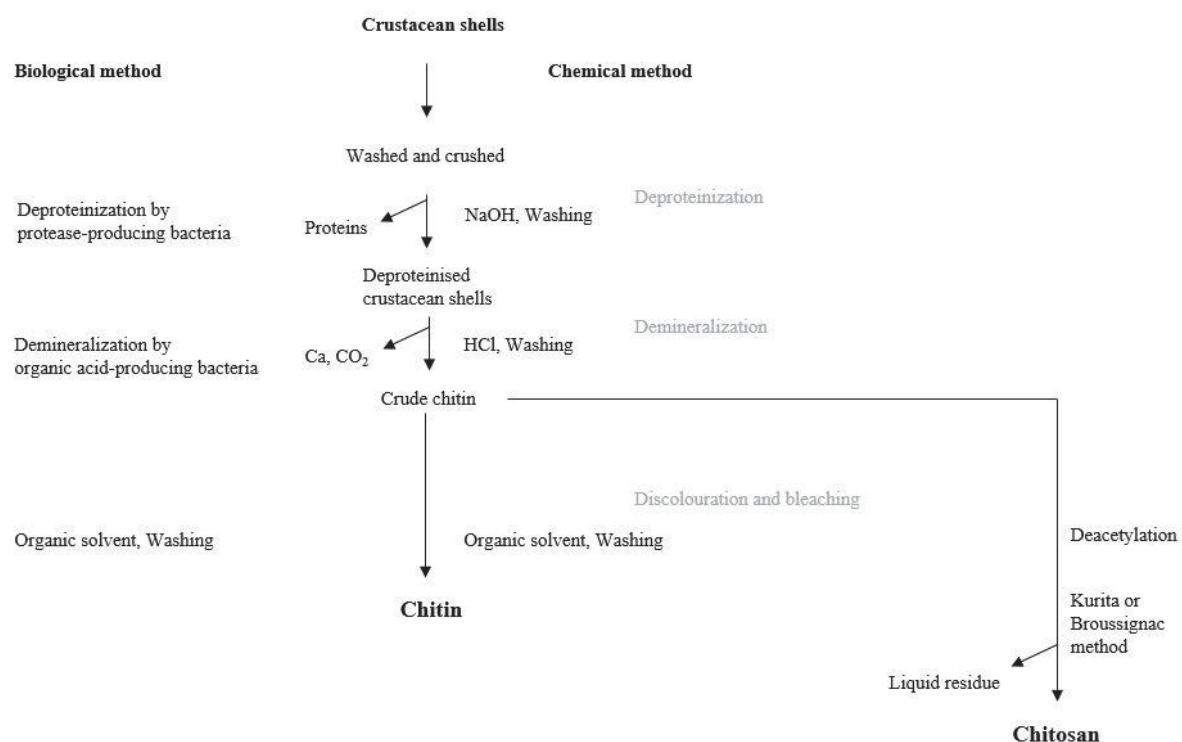 Crustacean shells
Biological method
Chemical method
Washed and crushed
Deproteinization by
protease-producing bacteria
Proteins
NaOH, Washing
Deproteinization
Deproteinised
crustacean shells
Demineralization by
organic acid-producing bacteria
Ca, CO₂
HCl, Washing
Demineralization
Crude chitin
Discolouration and bleaching
Organic solvent, Washing
Organic solvent, Washing
Deacetylation
Chitin
Kurita or
Broussignac
method
Liquid residue
Chitosan